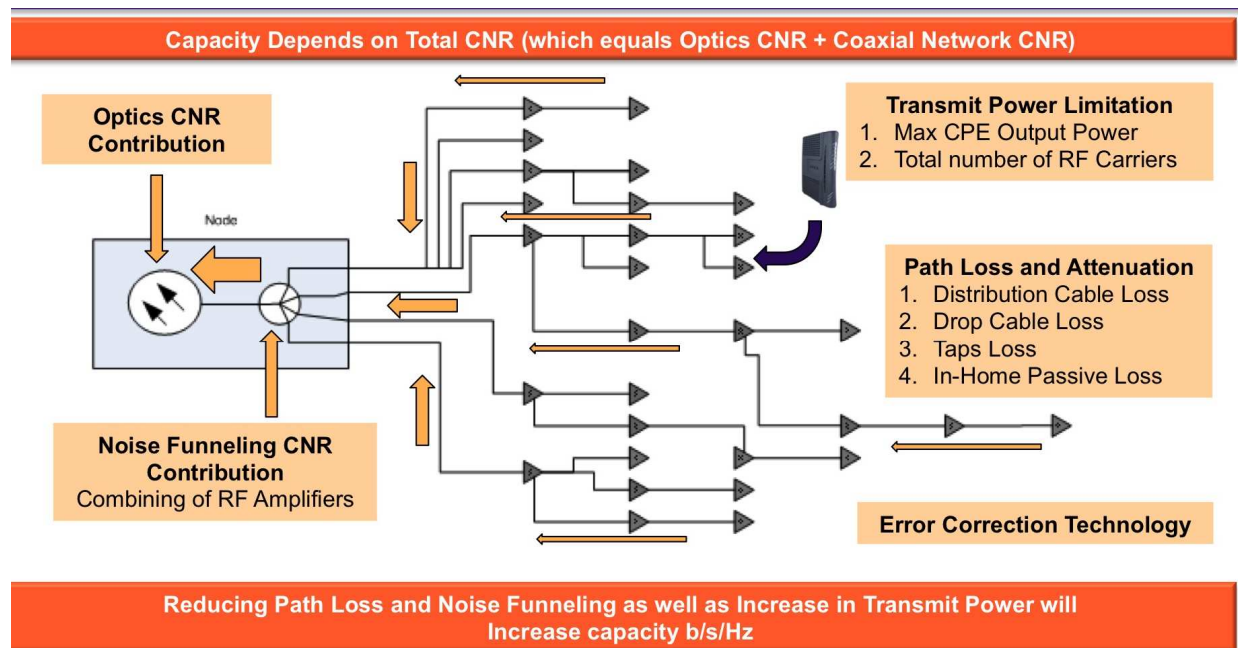 Capacity Depends on Total CNR (which equals Optics CNR + Coaxial Network CNR)
Optics CNR
Contribution
Transmit Power Limitation
1. Max CPE Output Power
2. Total number of RF Carriers
Node
Path Loss and Attenuation
1. Distribution Cable Loss
2. Drop Cable Loss
3. Taps Loss
4. In-Home Passive Loss
Noise Funneling CNR
Contribution
Combining of RF Amplifiers
Error Correction Technology
Reducing Path Loss and Noise Funneling as well as Increase in Transmit Power will
Increase capacity b/s/Hz